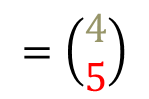 = (4
5)